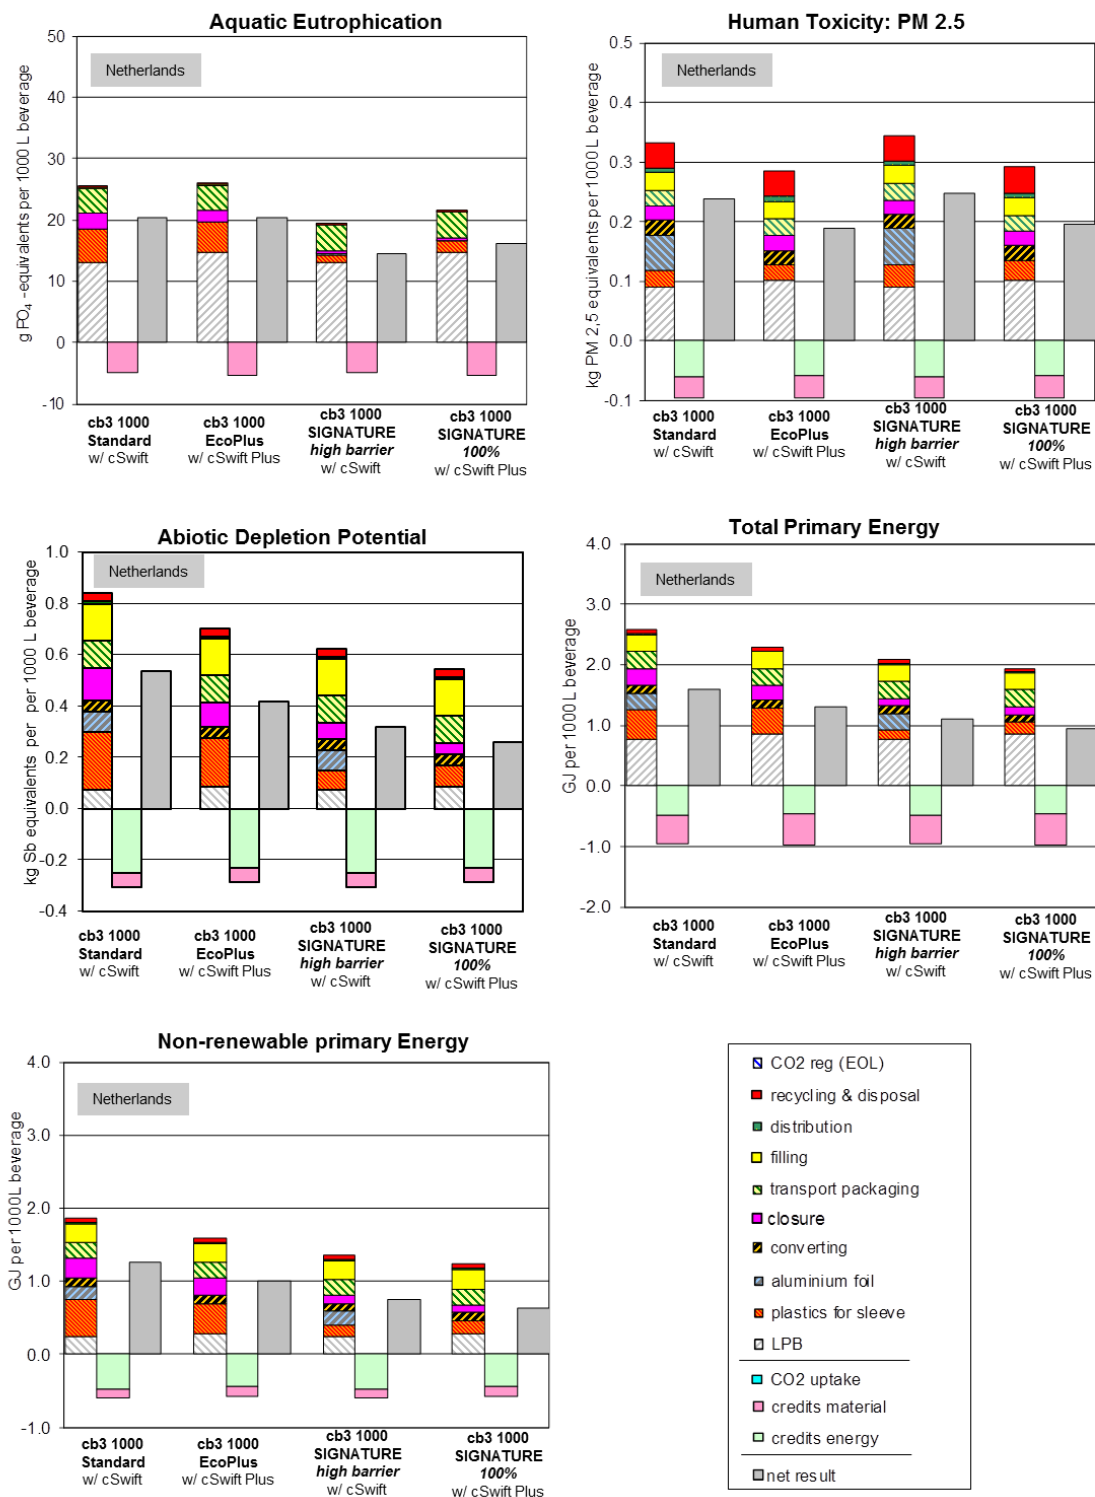 Aquatic Eutrophication
g PO4 -equivalents per 1000 L beverage
50
40
30
20
10
0
-10
Netherlands
cb3 1000
Standard
w/ cSwift
cb3 1000
EcoPlus
w/ cSwift Plus
cb3 1000
SIGNATURE
high barrier
w/ cSwift
cb3 1000
SIGNATURE
100%
w/ cSwift Plus
Human Toxicity: PM 2.5
kg PM 2,5 equivalents per 1000 L beverage
0.5
0.4
0.3
0.2
0.1
0.0
-0.1
Netherlands
cb3 1000
Standard
w/ cSwift
cb3 1000
EcoPlus
w/ cSwift Plus
cb3 1000
SIGNATURE
high barrier
w/ cSwift
cb3 1000
SIGNATURE
100%
w/ cSwift Plus
Abiotic Depletion Potential
kg Sb equivalents per per 1000 L beverage
1.0
0.8
0.6
0.4
0.2
0.0
-0.2
-0.4
Netherlands
cb3 1000
Standard
w/ cSwift
cb3 1000
EcoPlus
w/ cSwift Plus
cb3 1000
SIGNATURE
high barrier
w/ cSwift
cb3 1000
SIGNATURE
100%
w/ cSwift Plus
Total Primary Energy
GJ per 1000L beverage
4.0
3.0
2.0
1.0
0.0
-1.0
-2.0
Netherlands
cb3 1000
Standard
w/ cSwift
cb3 1000
EcoPlus
w/ cSwift Plus
cb3 1000
SIGNATURE
high barrier
w/ cSwift
cb3 1000
SIGNATURE
100%
w/ cSwift Plus
Non-renewable primary Energy
GJ per 1000L beverage
4.0
3.0
2.0
1.0
0.0
-1.0
Netherlands
cb3 1000
Standard
w/ cSwift
cb3 1000
EcoPlus
w/ cSwift Plus
cb3 1000
SIGNATURE
high barrier
w/ cSwift
cb3 1000
SIGNATURE
100%
w/ cSwift Plus
CO2 reg (EOL)
recycling & disposal
distribution
filling
transport packaging
closure
converting
aluminium foil
plastics for sleeve
LPB
CO2 uptake
credits material
credits energy
net result